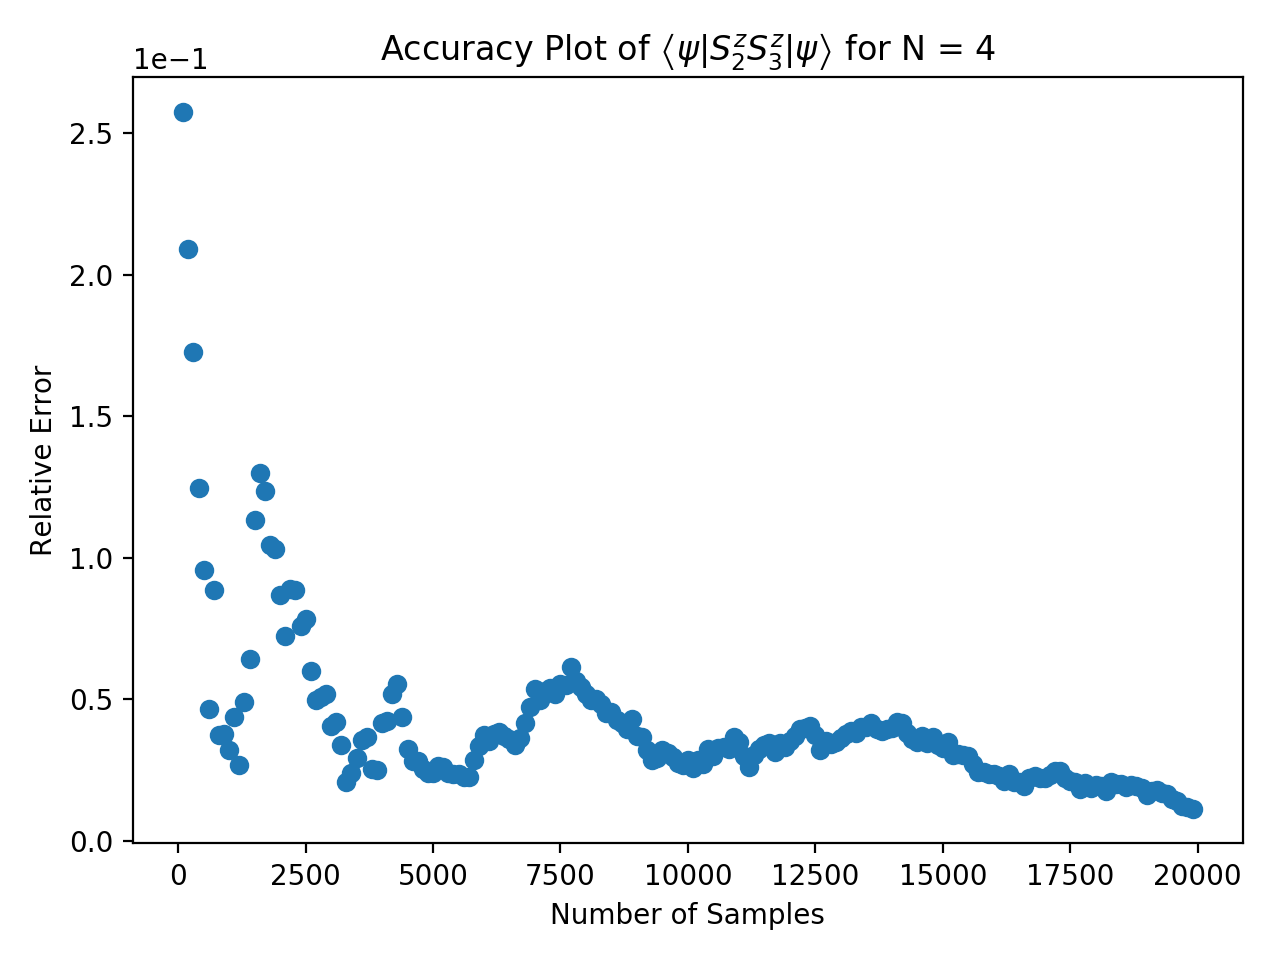 Accuracy Plot of ⟨ψ|S₂ᶻS₃ᶻ|ψ⟩ for N = 4
1e−1
2.5
2.0
1.5
1.0
0.5
0.0
Relative Error
0 2500 5000 7500 10000 12500 15000 17500 20000
Number of Samples